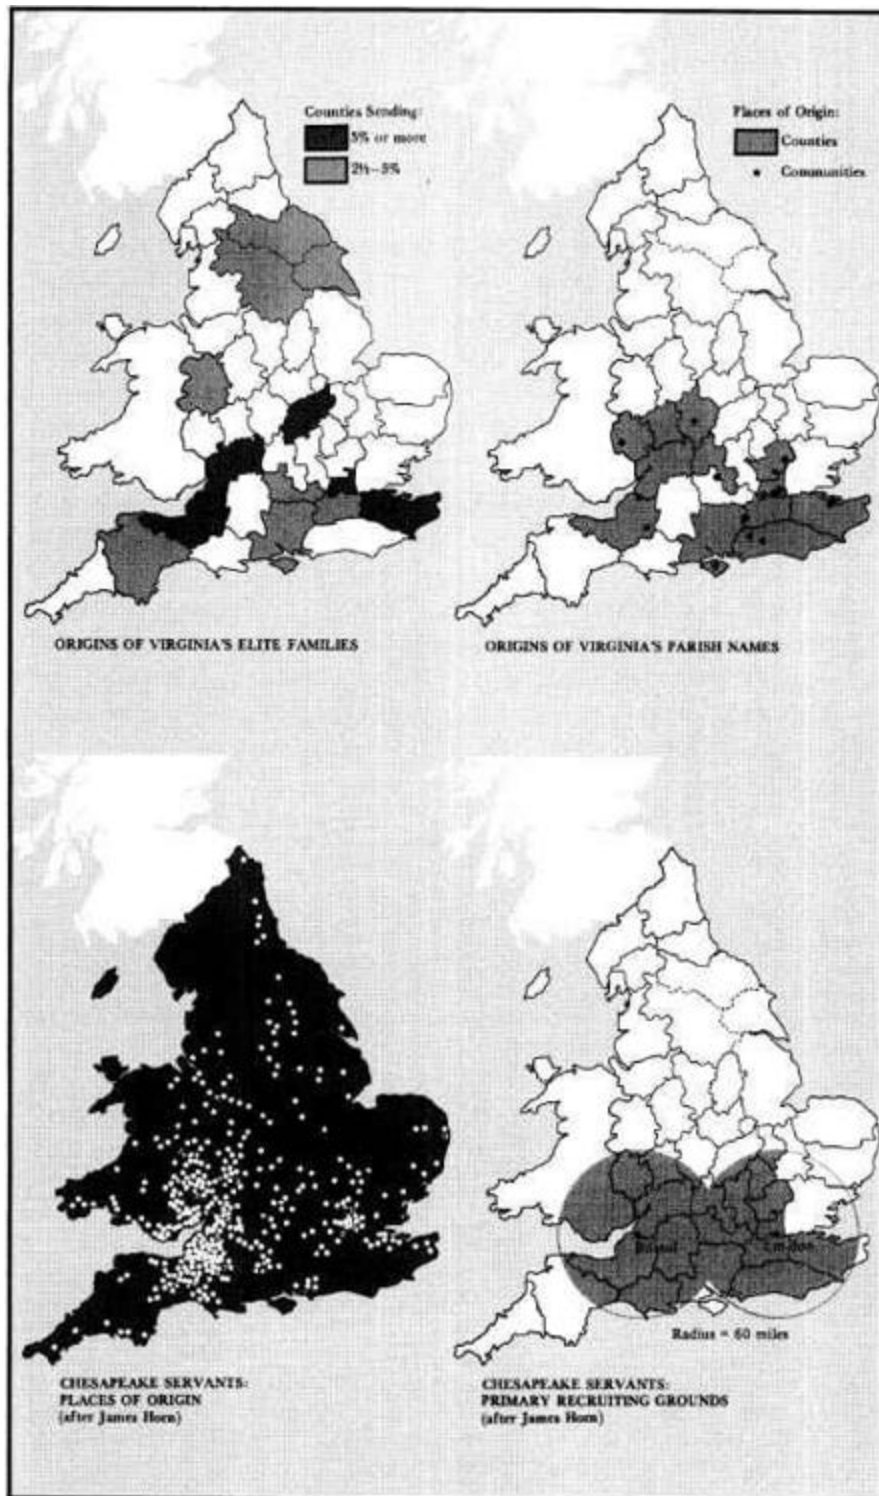 Counties Sending:
5% or more
2½–5%
ORIGINS OF VIRGINIA'S ELITE FAMILIES
Places of Origin:
Counties
Communities
ORIGINS OF VIRGINIA'S PARISH NAMES
CHESAPEAKE SERVANTS:
PLACES OF ORIGIN
(after James Horn)
Bristol
London
Radius = 60 miles
CHESAPEAKE SERVANTS:
PRIMARY RECRUITING GROUNDS
(after James Horn)